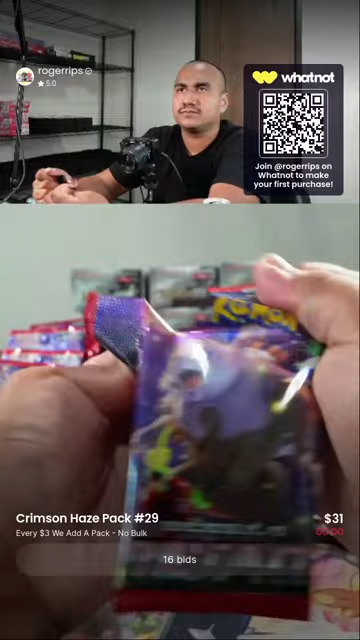 rogerrips
★ 5.0
whatnot
Join @rogerrips on
Whatnot to make
your first purchase!
Crimson Haze Pack #29
$31
Every $3 We Add A Pack - No Bulk
16 bids